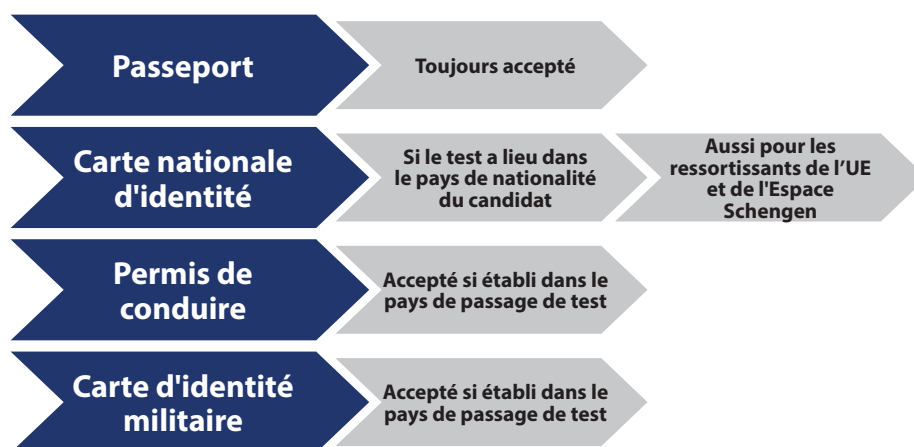 Passeport
Toujours accepté
Carte nationale
d'identité
Si le test a lieu dans
le pays de nationalité
du candidat
Aussi pour les
ressortissants de l’UE
et de l'Espace
Schengen
Permis de
conduire
Accepté si établi dans le
pays de passage de test
Carte d'identité
militaire
Accepté si établi dans le
pays de passage de test